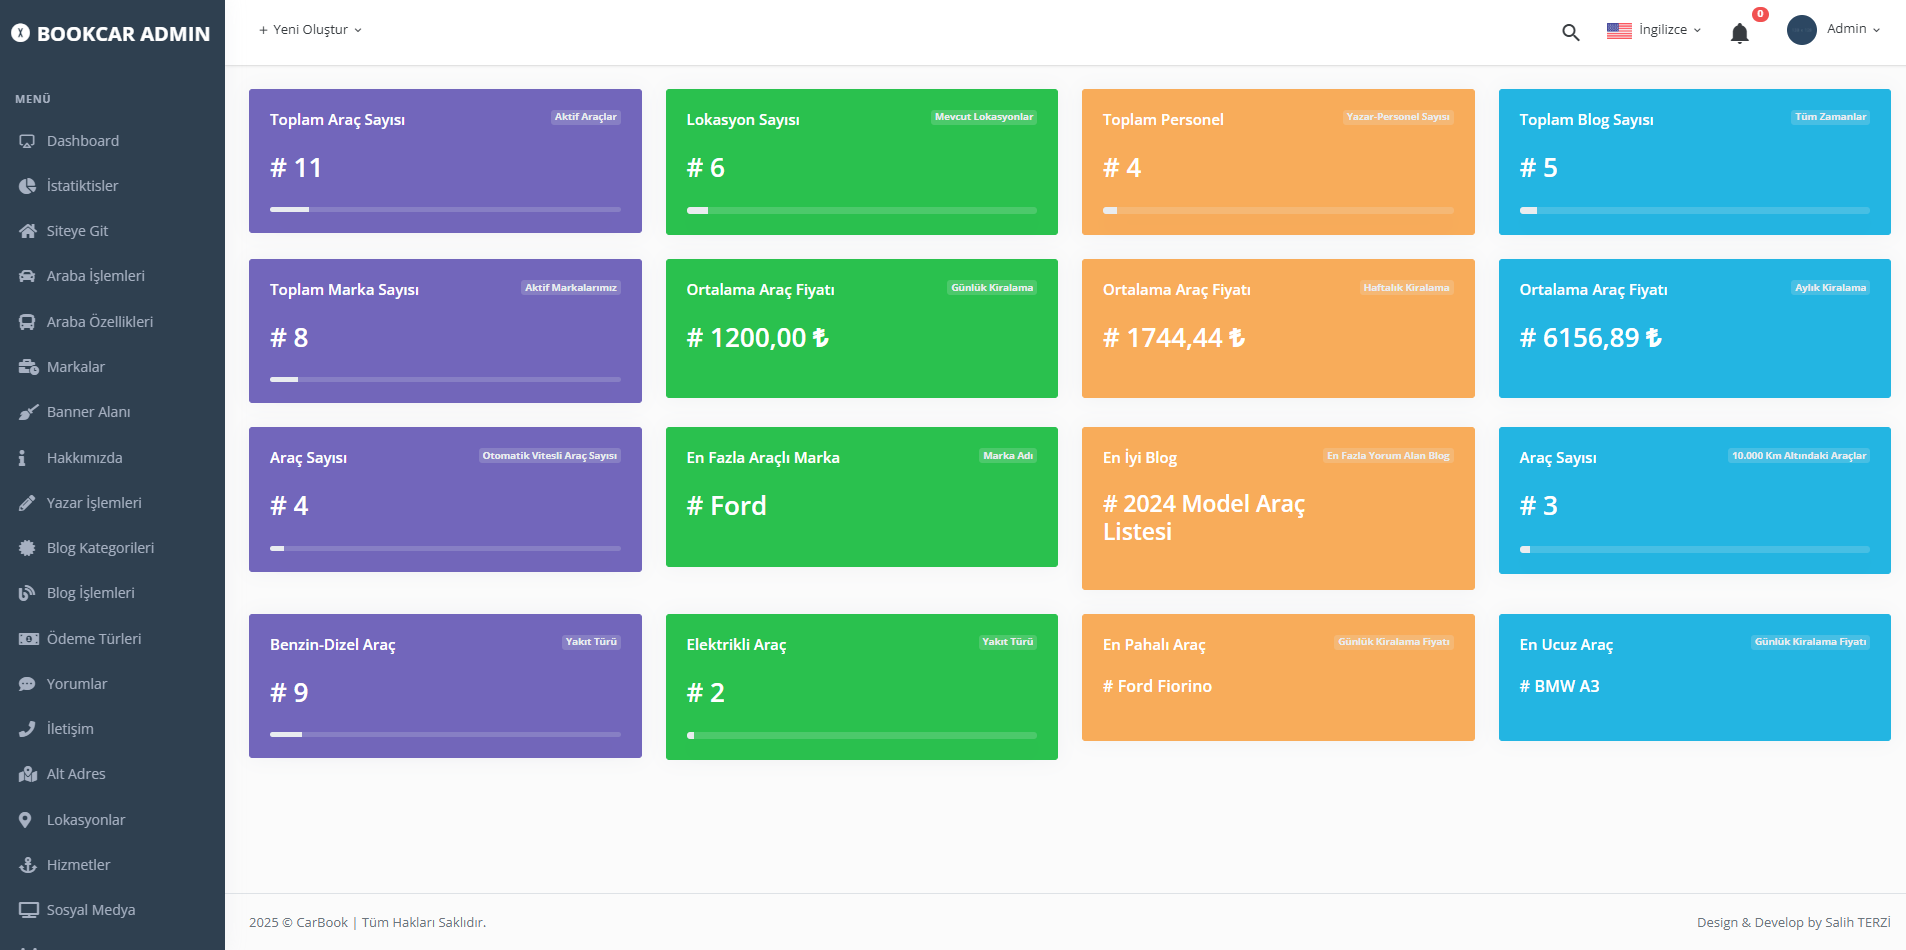 BOOKCAR ADMIN
+ Yeni Oluştur
İngilizce
0
Admin
MENÜ
Dashboard
İstatiktisler
Siteye Git
Araba İşlemleri
Araba Özellikleri
Markalar
Banner Alanı
Hakkımızda
Yazar İşlemleri
Blog Kategorileri
Blog İşlemleri
Ödeme Türleri
Yorumlar
İletişim
Alt Adres
Lokasyonlar
Hizmetler
Sosyal Medya
Toplam Araç Sayısı
Aktif Araçlar
# 11
Lokasyon Sayısı
Mevcut Lokasyonlar
# 6
Toplam Personel
Yazar-Personel Sayısı
# 4
Toplam Blog Sayısı
Tüm Zamanlar
# 5
Toplam Marka Sayısı
Aktif Markalarımız
# 8
Ortalama Araç Fiyatı
Günlük Kiralama
# 1200,00 ₺
Ortalama Araç Fiyatı
Haftalık Kiralama
# 1744,44 ₺
Ortalama Araç Fiyatı
Aylık Kiralama
# 6156,89 ₺
Araç Sayısı
Otomatik Vitesli Araç Sayısı
# 4
En Fazla Araçlı Marka
Marka Adı
# Ford
En İyi Blog
En Fazla Yorum Alan Blog
# 2024 Model Araç
Listesi
Araç Sayısı
10.000 Km Altındaki Araçlar
# 3
Benzin-Dizel Araç
Yakıt Türü
# 9
Elektrikli Araç
Yakıt Türü
# 2
En Pahalı Araç
Günlük Kiralama Fiyatı
# Ford Fiorino
En Ucuz Araç
Günlük Kiralama Fiyatı
# BMW A3
2025 © CarBook | Tüm Hakları Saklıdır.
Design & Develop by Salih TERZİ